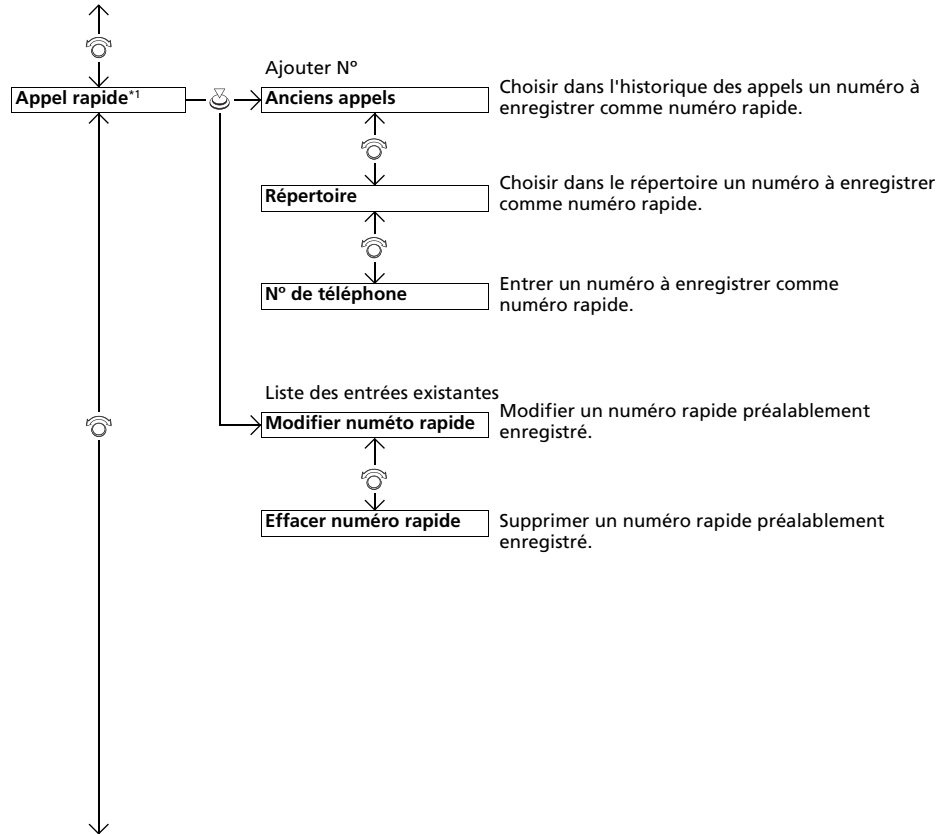 Appel rapide*1
Ajouter Nº
Anciens appels
Choisir dans l'historique des appels un numéro à
enregistrer comme numéro rapide.
Répertoire
Choisir dans le répertoire un numéro à enregistrer
comme numéro rapide.
Nº de téléphone
Entrer un numéro à enregistrer comme
numéro rapide.
Liste des entrées existantes
Modifier numéto rapide
Modifier un numéro rapide préalablement
enregistré.
Effacer numéro rapide
Supprimer un numéro rapide préalablement
enregistré.